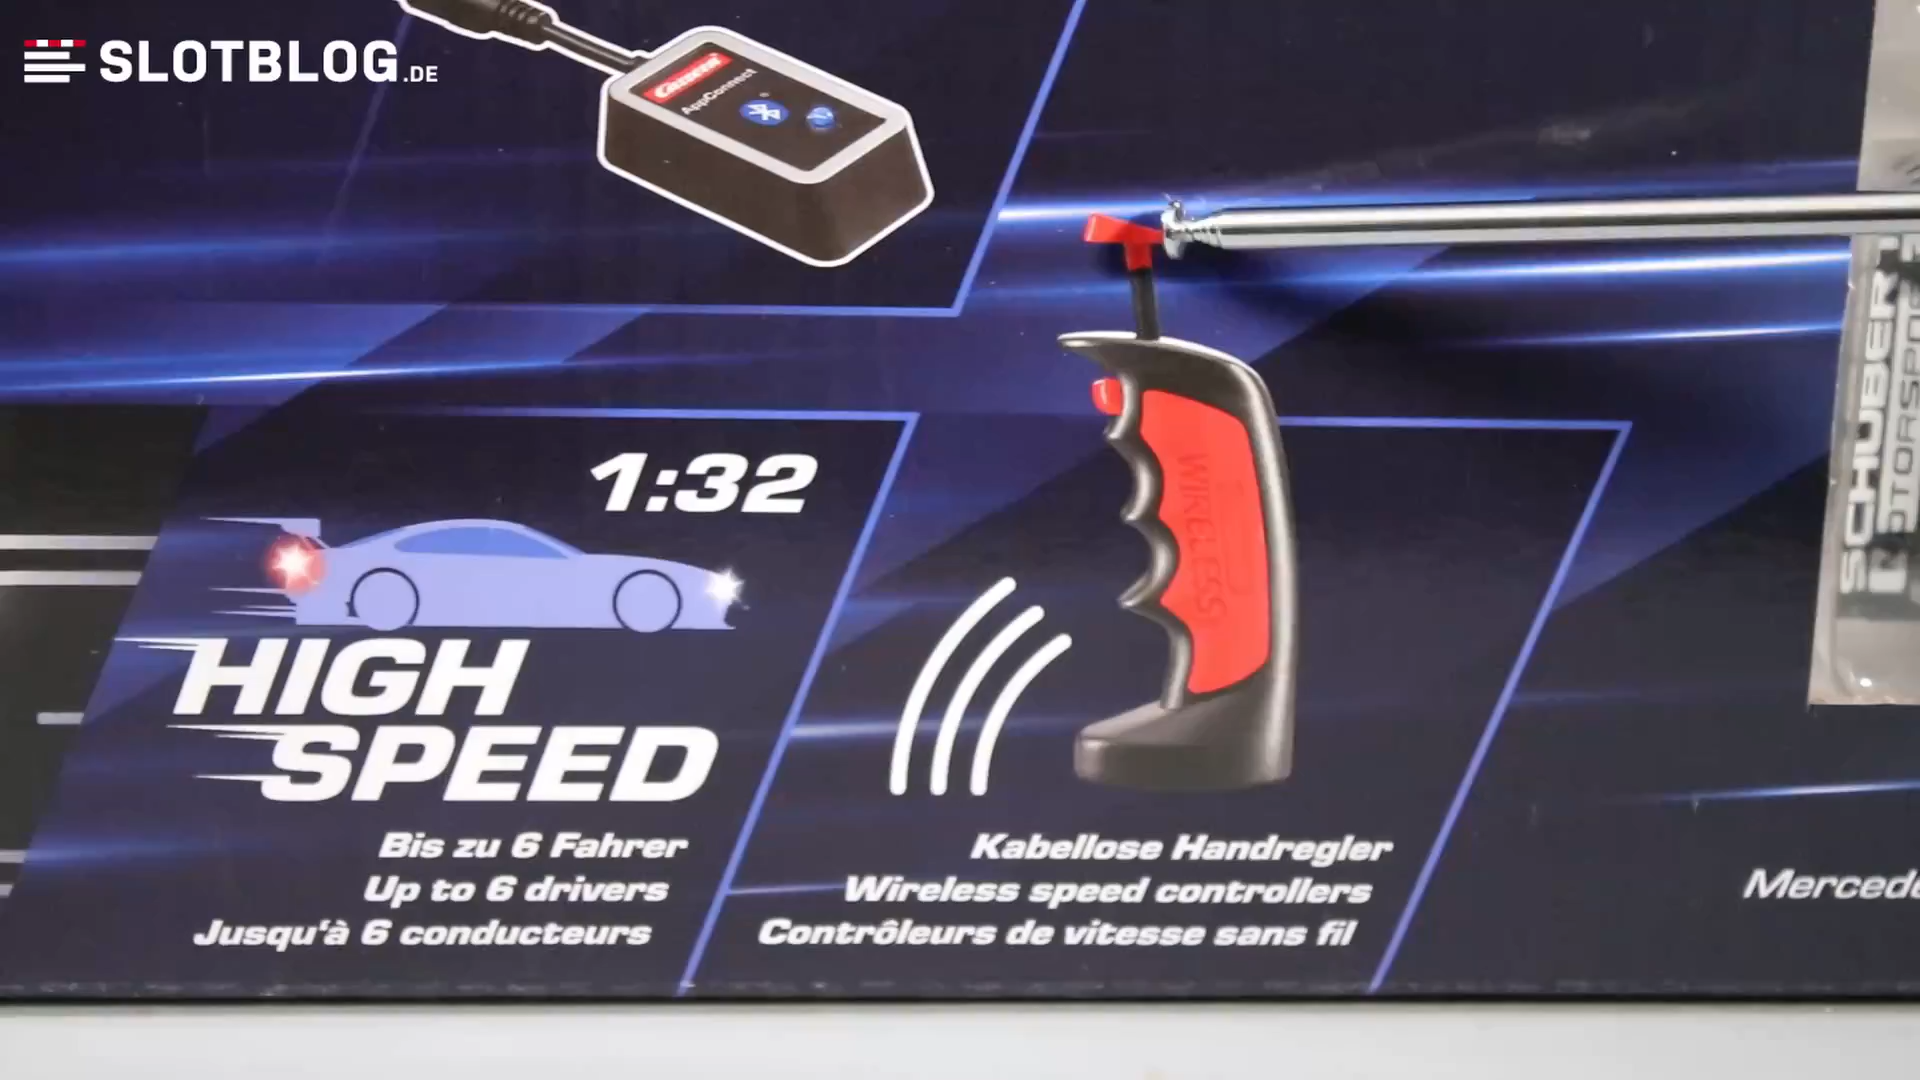 SLOTBLOG.DE
Carrera
AppConnect
1:32
HIGH
SPEED
WIRELESS
Bis zu 6 Fahrer
Up to 6 drivers
Jusqu'à 6 conducteurs
Kabellose Handregler
Wireless speed controllers
Contrôleurs de vitesse sans fil
SCHUBERT
MOTORSPORT